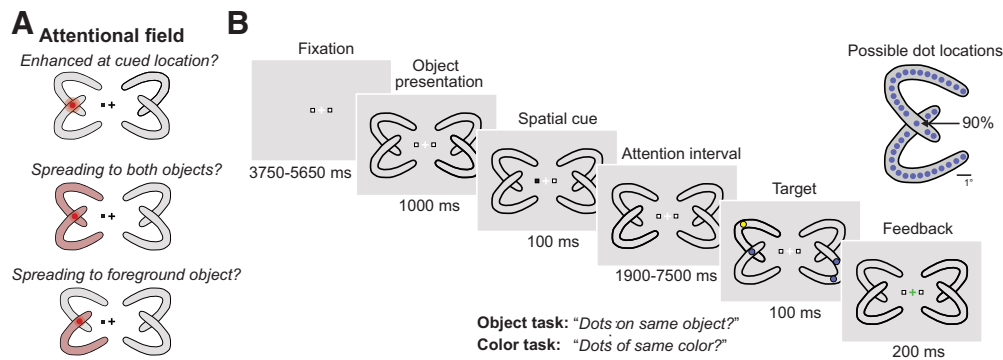 A
Attentional field
Enhanced at cued location?
Spreading to both objects?
Spreading to foreground object?
B
Fixation
3750-5650 ms
Object
presentation
1000 ms
Spatial cue
100 ms
Attention interval
1900-7500 ms
Target
100 ms
Feedback
200 ms
Possible dot locations
90%
1°
Object task: “Dots on same object?”
Color task: “Dots of same color?”